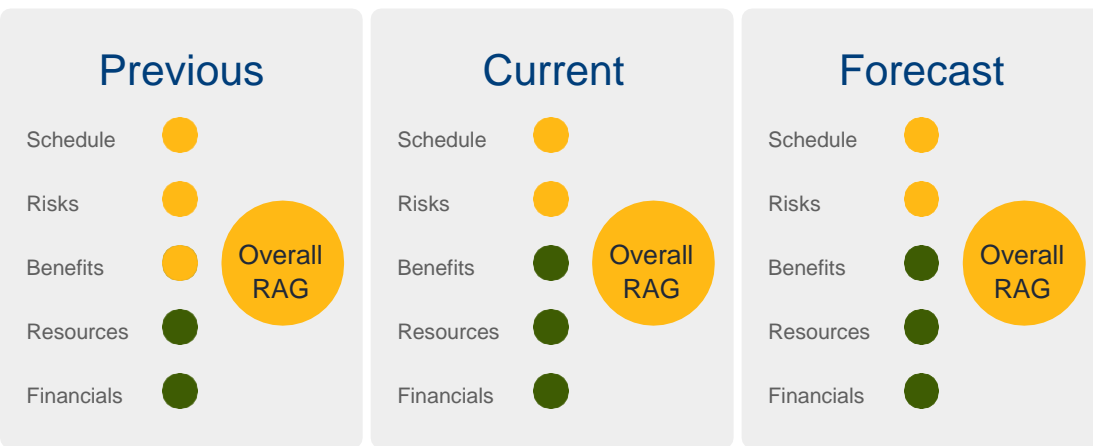 Previous
Schedule
Risks
Benefits
Resources
Financials
Overall
RAG
Current
Schedule
Risks
Benefits
Resources
Financials
Overall
RAG
Forecast
Schedule
Risks
Benefits
Resources
Financials
Overall
RAG